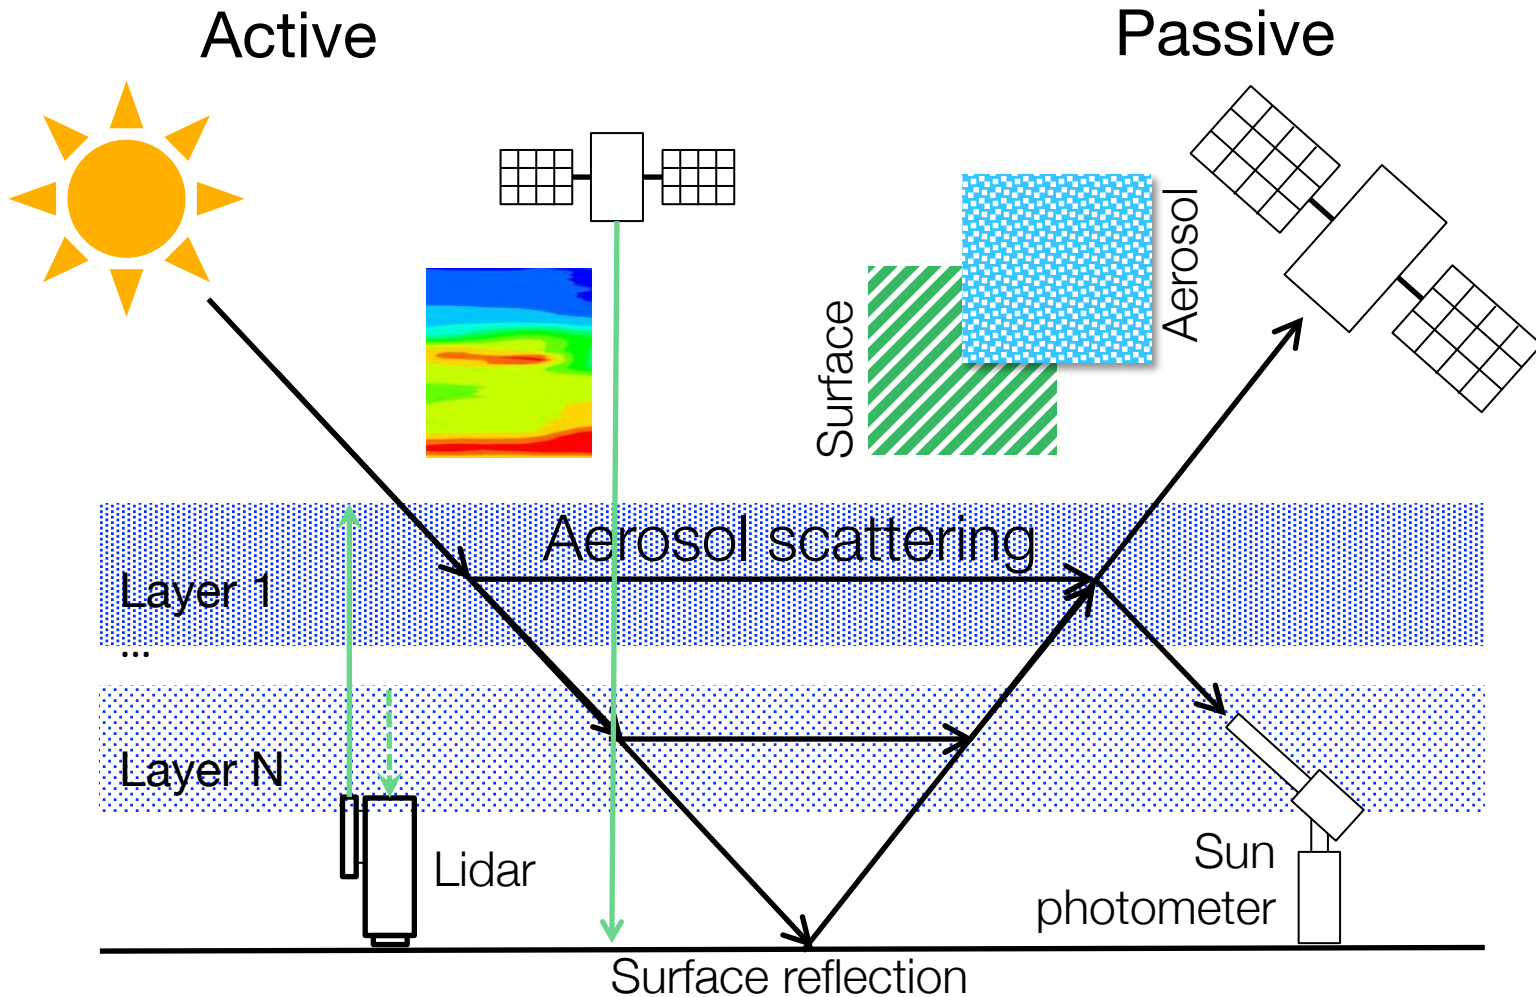 Active
Passive
Aerosol
Surface
Aerosol scattering
Layer 1
...
Layer N
Lidar
Sun
photometer
Surface reflection